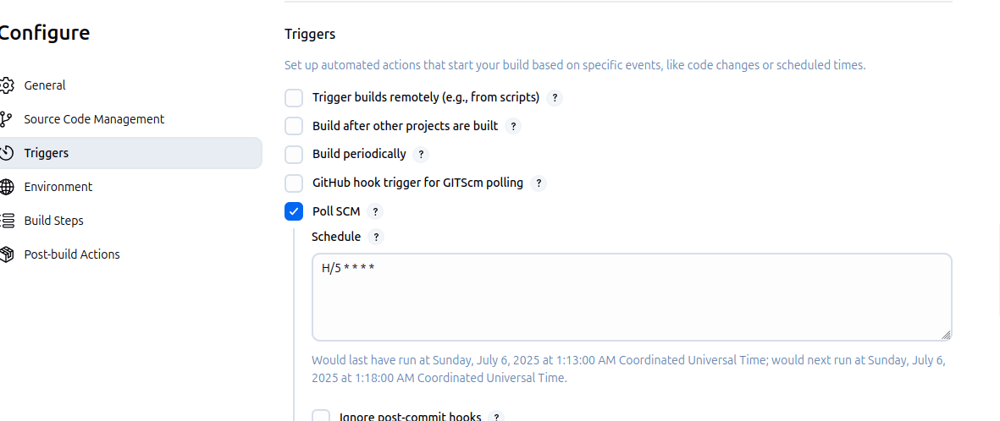 Configure
General
Source Code Management
Triggers
Environment
Build Steps
Post-build Actions
Triggers
Set up automated actions that start your build based on specific events, like code changes or scheduled times.
Trigger builds remotely (e.g., from scripts) ?
Build after other projects are built ?
Build periodically ?
GitHub hook trigger for GITScm polling ?
Poll SCM ?
Schedule ?
H/5 * * * *
Would last have run at Sunday, July 6, 2025 at 1:13:00 AM Coordinated Universal Time; would next run at Sunday, July 6,
2025 at 1:18:00 AM Coordinated Universal Time.
Ignore post-commit hooks ?